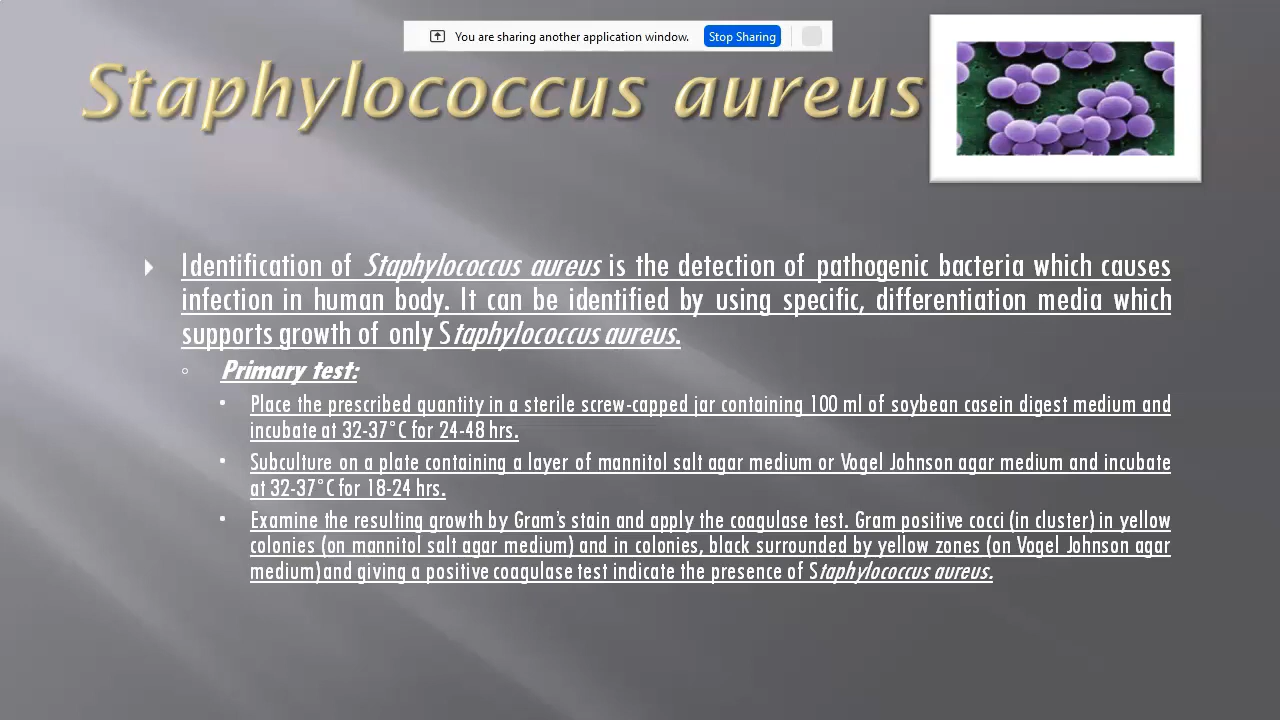 You are sharing another application window. Stop Sharing
Staphylococcus aureus
Identification of Staphylococcus aureus is the detection of pathogenic bacteria which causes
infection in human body. It can be identified by using specific, differentiation media which
supports growth of only Staphylococcus aureus.
Primary test:
Place the prescribed quantity in a sterile screw-capped jar containing 100 ml of soybean casein digest medium and
incubate at 32-37°C for 24-48 hrs.
Subculture on a plate containing a layer of mannitol salt agar medium or Vogel Johnson agar medium and incubate
at 32-37°C for 18-24 hrs.
Examine the resulting growth by Gram's stain and apply the coagulase test. Gram positive cocci (in cluster) in yellow
colonies (on mannitol salt agar medium) and in colonies, black surrounded by yellow zones (on Vogel Johnson agar
medium) and giving a positive coagulase test indicate the presence of Staphylococcus aureus.